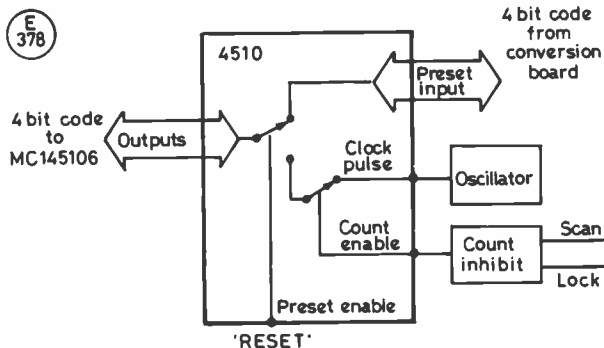 E
378
4510
4 bit code
from
conversion
board
Preset
input
4 bit code
to
MC145106
Outputs
Clock
pulse
Oscillator
Count
enable
Count
inhibit
Scan
Lock
Preset enable
'RESET'